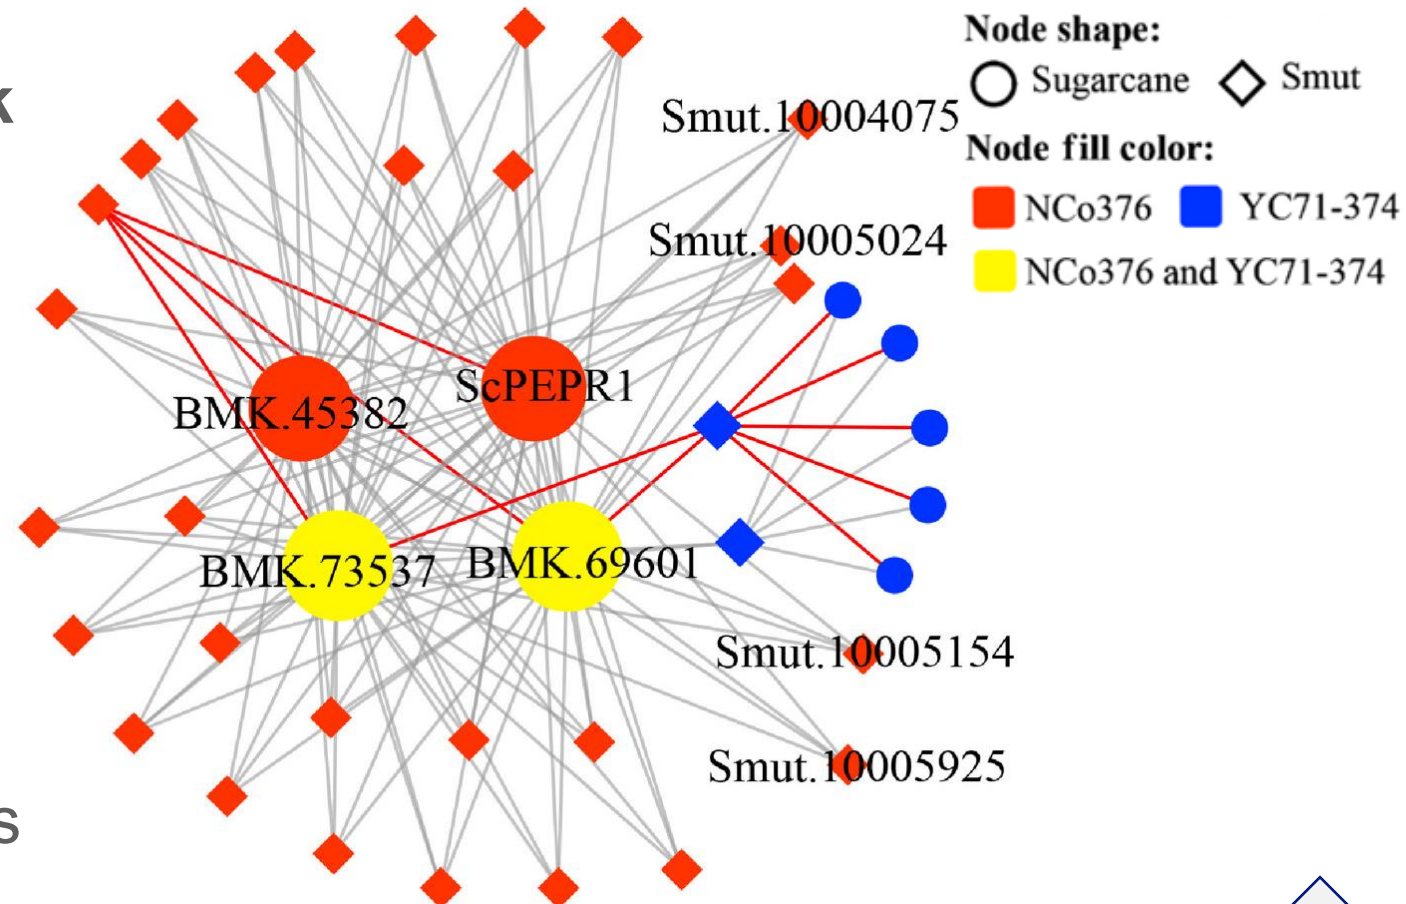 k
s
Smut.10004075
Smut.10005024
ScPEPR1
BMK.45382
BMK.73537
BMK.69601
Smut.10005154
Smut.10005925
Node shape:
Sugarcane Smut
Node fill color:
NCo376 YC71-374
NCo376 and YC71-374